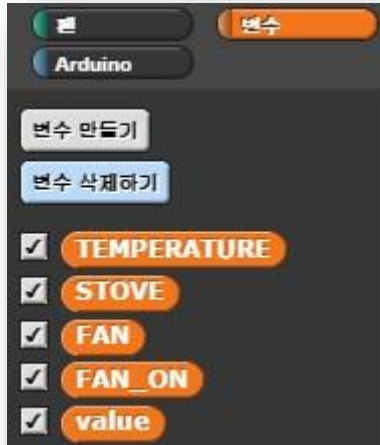 펜 변수
Arduino
변수 만들기
변수 삭제하기
TEMPERATURE
STOVE
FAN
FAN_ON
value